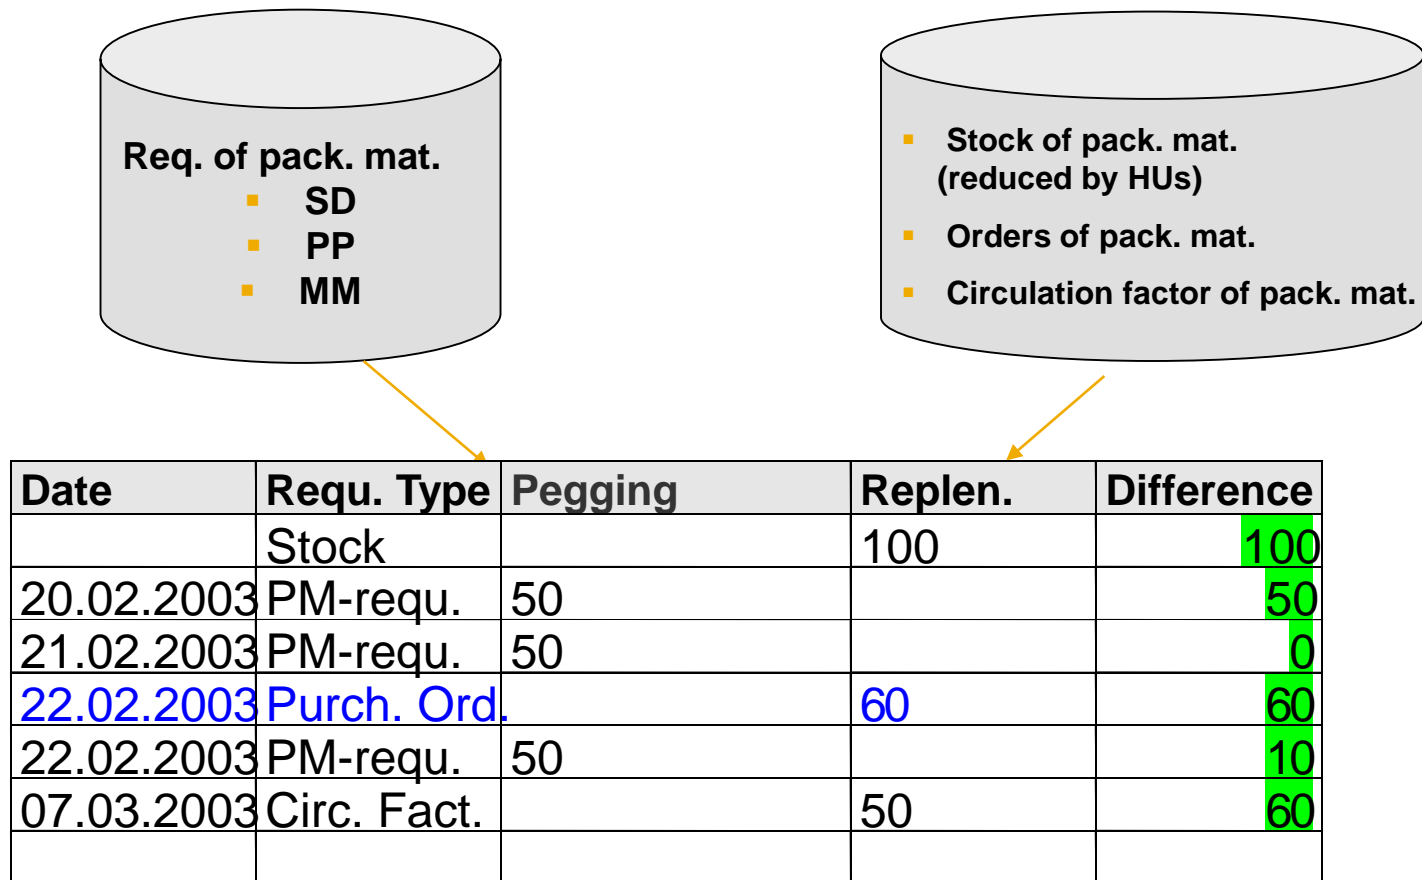 Req. of pack. mat.
▪ SD
▪ PP
▪ MM
▪ Stock of pack. mat.
(reduced by HUs)
▪ Orders of pack. mat.
▪ Circulation factor of pack. mat.
Date Requ. Type Pegging Replen. Difference
Stock 100 100
20.02.2003 PM-requ. 50 50
21.02.2003 PM-requ. 50 0
22.02.2003 Purch. Ord. 60 60
22.02.2003 PM-requ. 50 10
07.03.2003 Circ. Fact. 50 60